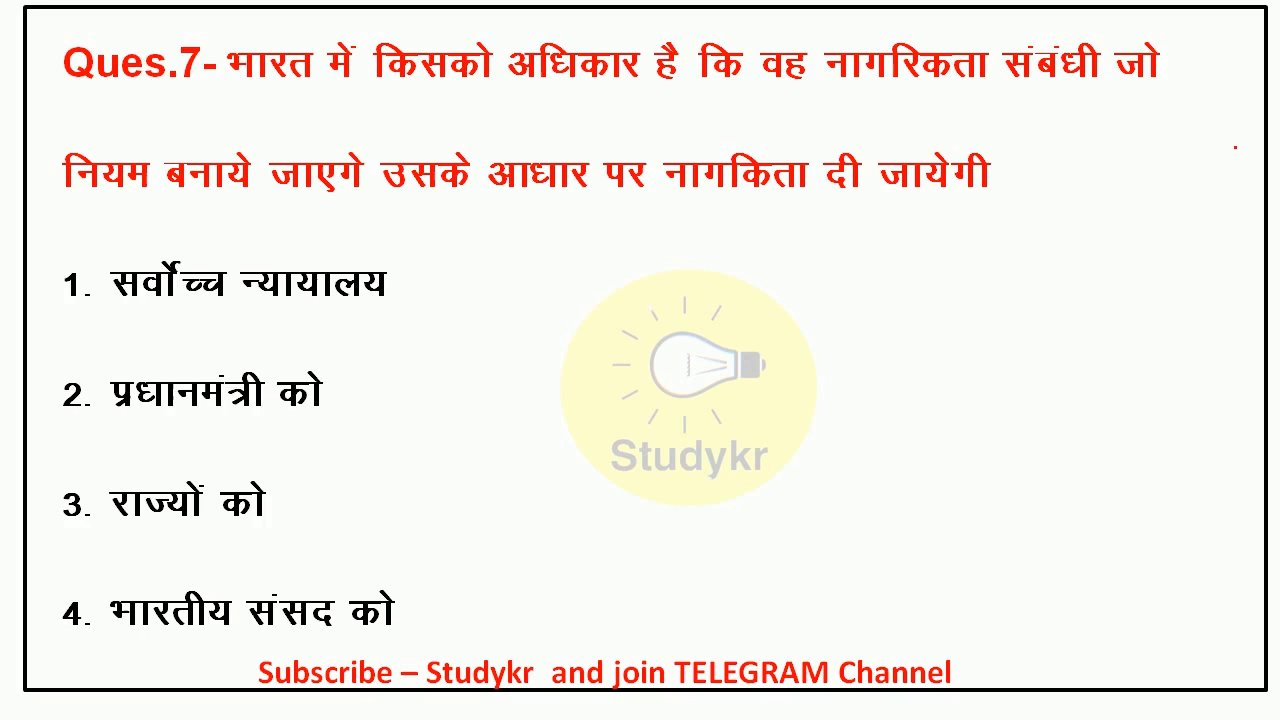 Ques.7- भारत में किसको अधिकार है कि वह नागरिकता संबंधी जो
नियम बनाये जाएगे उसके आधार पर नागकिता दी जायेगी
1. सर्वोच्च न्यायालय
2. प्रधानमंत्री को
3. राज्यों को
4. भारतीय संसद को
Studykr
Subscribe – Studykr and join TELEGRAM Channel